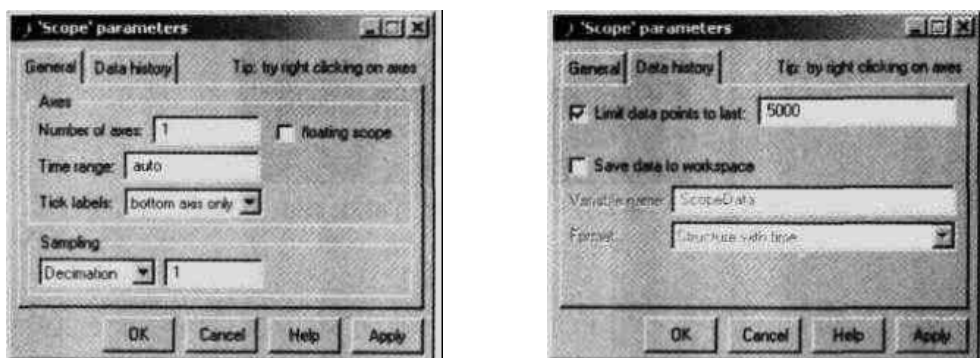 'Scope' parameters
General Data history Tip: try right clicking on axes
Axes
Number of axes: 1 floating scope
Time range: auto
Tick labels: bottom axis only
Sampling
Decimation 1
OK Cancel Help Apply
'Scope' parameters
General Data history Tip: try right clicking on axes
Limit data points to last: 5000
Save data to workspace
Variable name: ScopeData
Format: Structure with time
OK Cancel Help Apply